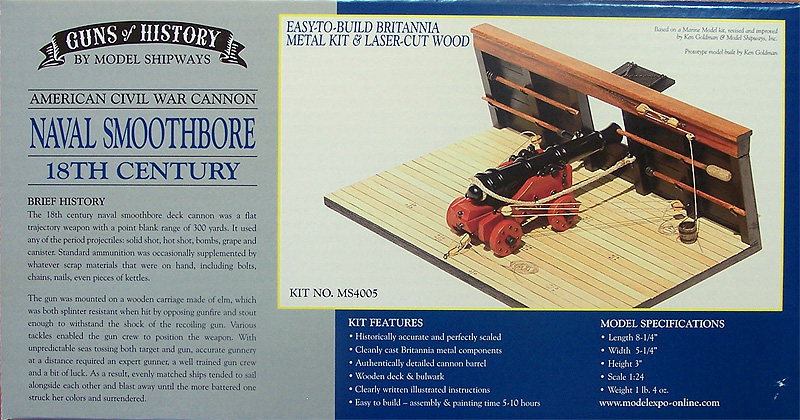 GUNS of HISTORY
BY MODEL SHIPWAYS
AMERICAN CIVIL WAR CANNON
NAVAL SMOOTHBORE
18TH CENTURY
BRIEF HISTORY
The 18th century naval smoothbore deck cannon was a flat
trajectory weapon with a point blank range of 300 yards. It used
any of the period projectiles: solid shot, hot shot, bombs, grape and
canister. Standard ammunition was occasionally supplemented by
whatever scrap materials that were on hand, including bolts,
chains, nails, even pieces of kettles.
The gun was mounted on a wooden carriage made of elm, which
was both splinter resistant when hit by opposing gunfire and stout
enough to withstand the shock of the recoiling gun. Various
tackles enabled the gun crew to position the weapon. With
unpredictable seas tossing both target and gun, accurate gunnery
at a distance required an expert gunner, a well trained gun crew
and a bit of luck. As a result, evenly matched ships tended to sail
alongside each other and blast away until the more battered one
struck her colors and surrendered.
EASY-TO-BUILD BRITANNIA
METAL KIT & LASER-CUT WOOD
Based on a Marine Model kit, revised and improved
by Ken Goldman & Model Shipways, Inc.
Prototype model built by Ken Goldman
KIT NO. MS4005
KIT FEATURES
• Historically accurate and perfectly scaled
• Cleanly cast Britannia metal components
• Authentically detailed cannon barrel
• Wooden deck & bulwark
• Clearly written illustrated instructions
• Easy to build – assembly & painting time 5-10 hours
MODEL SPECIFICATIONS
• Length 8-1/4"
• Width 5-1/4"
• Height 3"
• Scale 1:24
• Weight 1 lb. 4 oz.
www.modelexpo-online.com